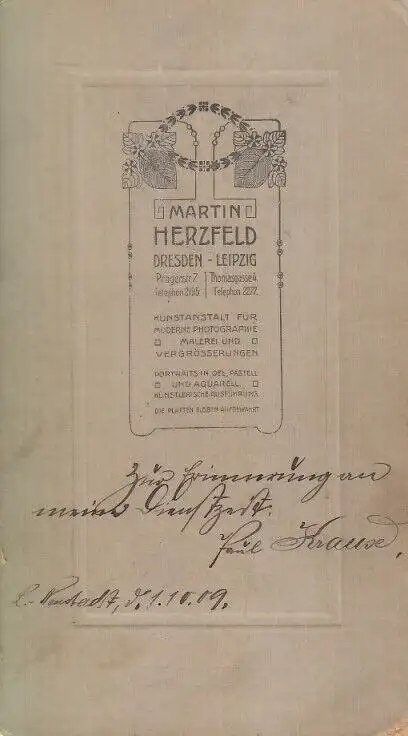 MARTIN
HERZFELD
DRESDEN - LEIPZIG
Pragerstr. 7. Thomasgasse 4.
Telephon Telephon 2277.
KUNSTANSTALT FÜR
MODERNE PHOTOGRAPHIE
MALEREI UND
VERGRÖSSERUNGEN
PORTRAITS IN OEL, PASTELL
UND AQUARELL
KÜNSTLERISCHE AUSFÜHRUNG
DIE PLATTEN BLEIBEN AUFBEWAHRT
Zur Erinnerung an
meine Dienstzeit.
Paul Krause.
Neustadt, d. 1.10.09.